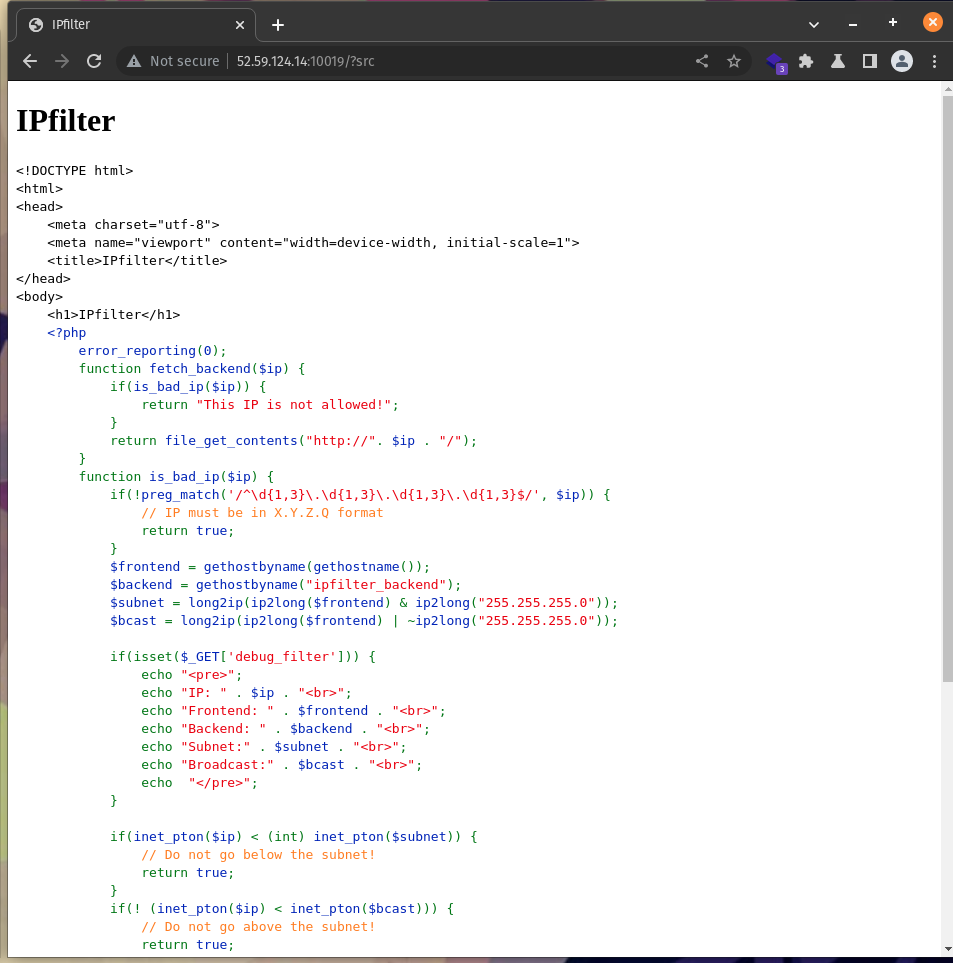 IPfilter
Not secure
52.59.124.14:10019/?src
3
IPfilter
<!DOCTYPE html>
<html>
<head>
    <meta charset="utf-8">
    <meta name="viewport" content="width=device-width, initial-scale=1">
    <title>IPfilter</title>
</head>
<body>
    <h1>IPfilter</h1>
    <?php
        error_reporting(0);
        function fetch_backend($ip) {
            if(is_bad_ip($ip)) {
                return "This IP is not allowed!";
            }
            return file_get_contents("http://". $ip . "/");
        }
        function is_bad_ip($ip) {
            if(!preg_match('/^\d{1,3}\.\d{1,3}\.\d{1,3}\.\d{1,3}$/', $ip)) {
                // IP must be in X.Y.Z.Q format
                return true;
            }
            $frontend = gethostbyname(gethostname());
            $backend = gethostbyname("ipfilter_backend");
            $subnet = long2ip(ip2long($frontend) & ip2long("255.255.255.0"));
            $bcast = long2ip(ip2long($frontend) | ~ip2long("255.255.255.0"));
            if(isset($_GET['debug_filter'])) {
                echo "<pre>";
                echo "IP: " . $ip . "<br>";
                echo "Frontend: " . $frontend . "<br>";
                echo "Backend: " . $backend . "<br>";
                echo "Subnet:" . $subnet . "<br>";
                echo "Broadcast:" . $bcast . "<br>";
                echo  "</pre>";
            }
            if(inet_pton($ip) < (int) inet_pton($subnet)) {
                // Do not go below the subnet!
                return true;
            }
            if(! (inet_pton($ip) < inet_pton($bcast))) {
                // Do not go above the subnet!
                return true;